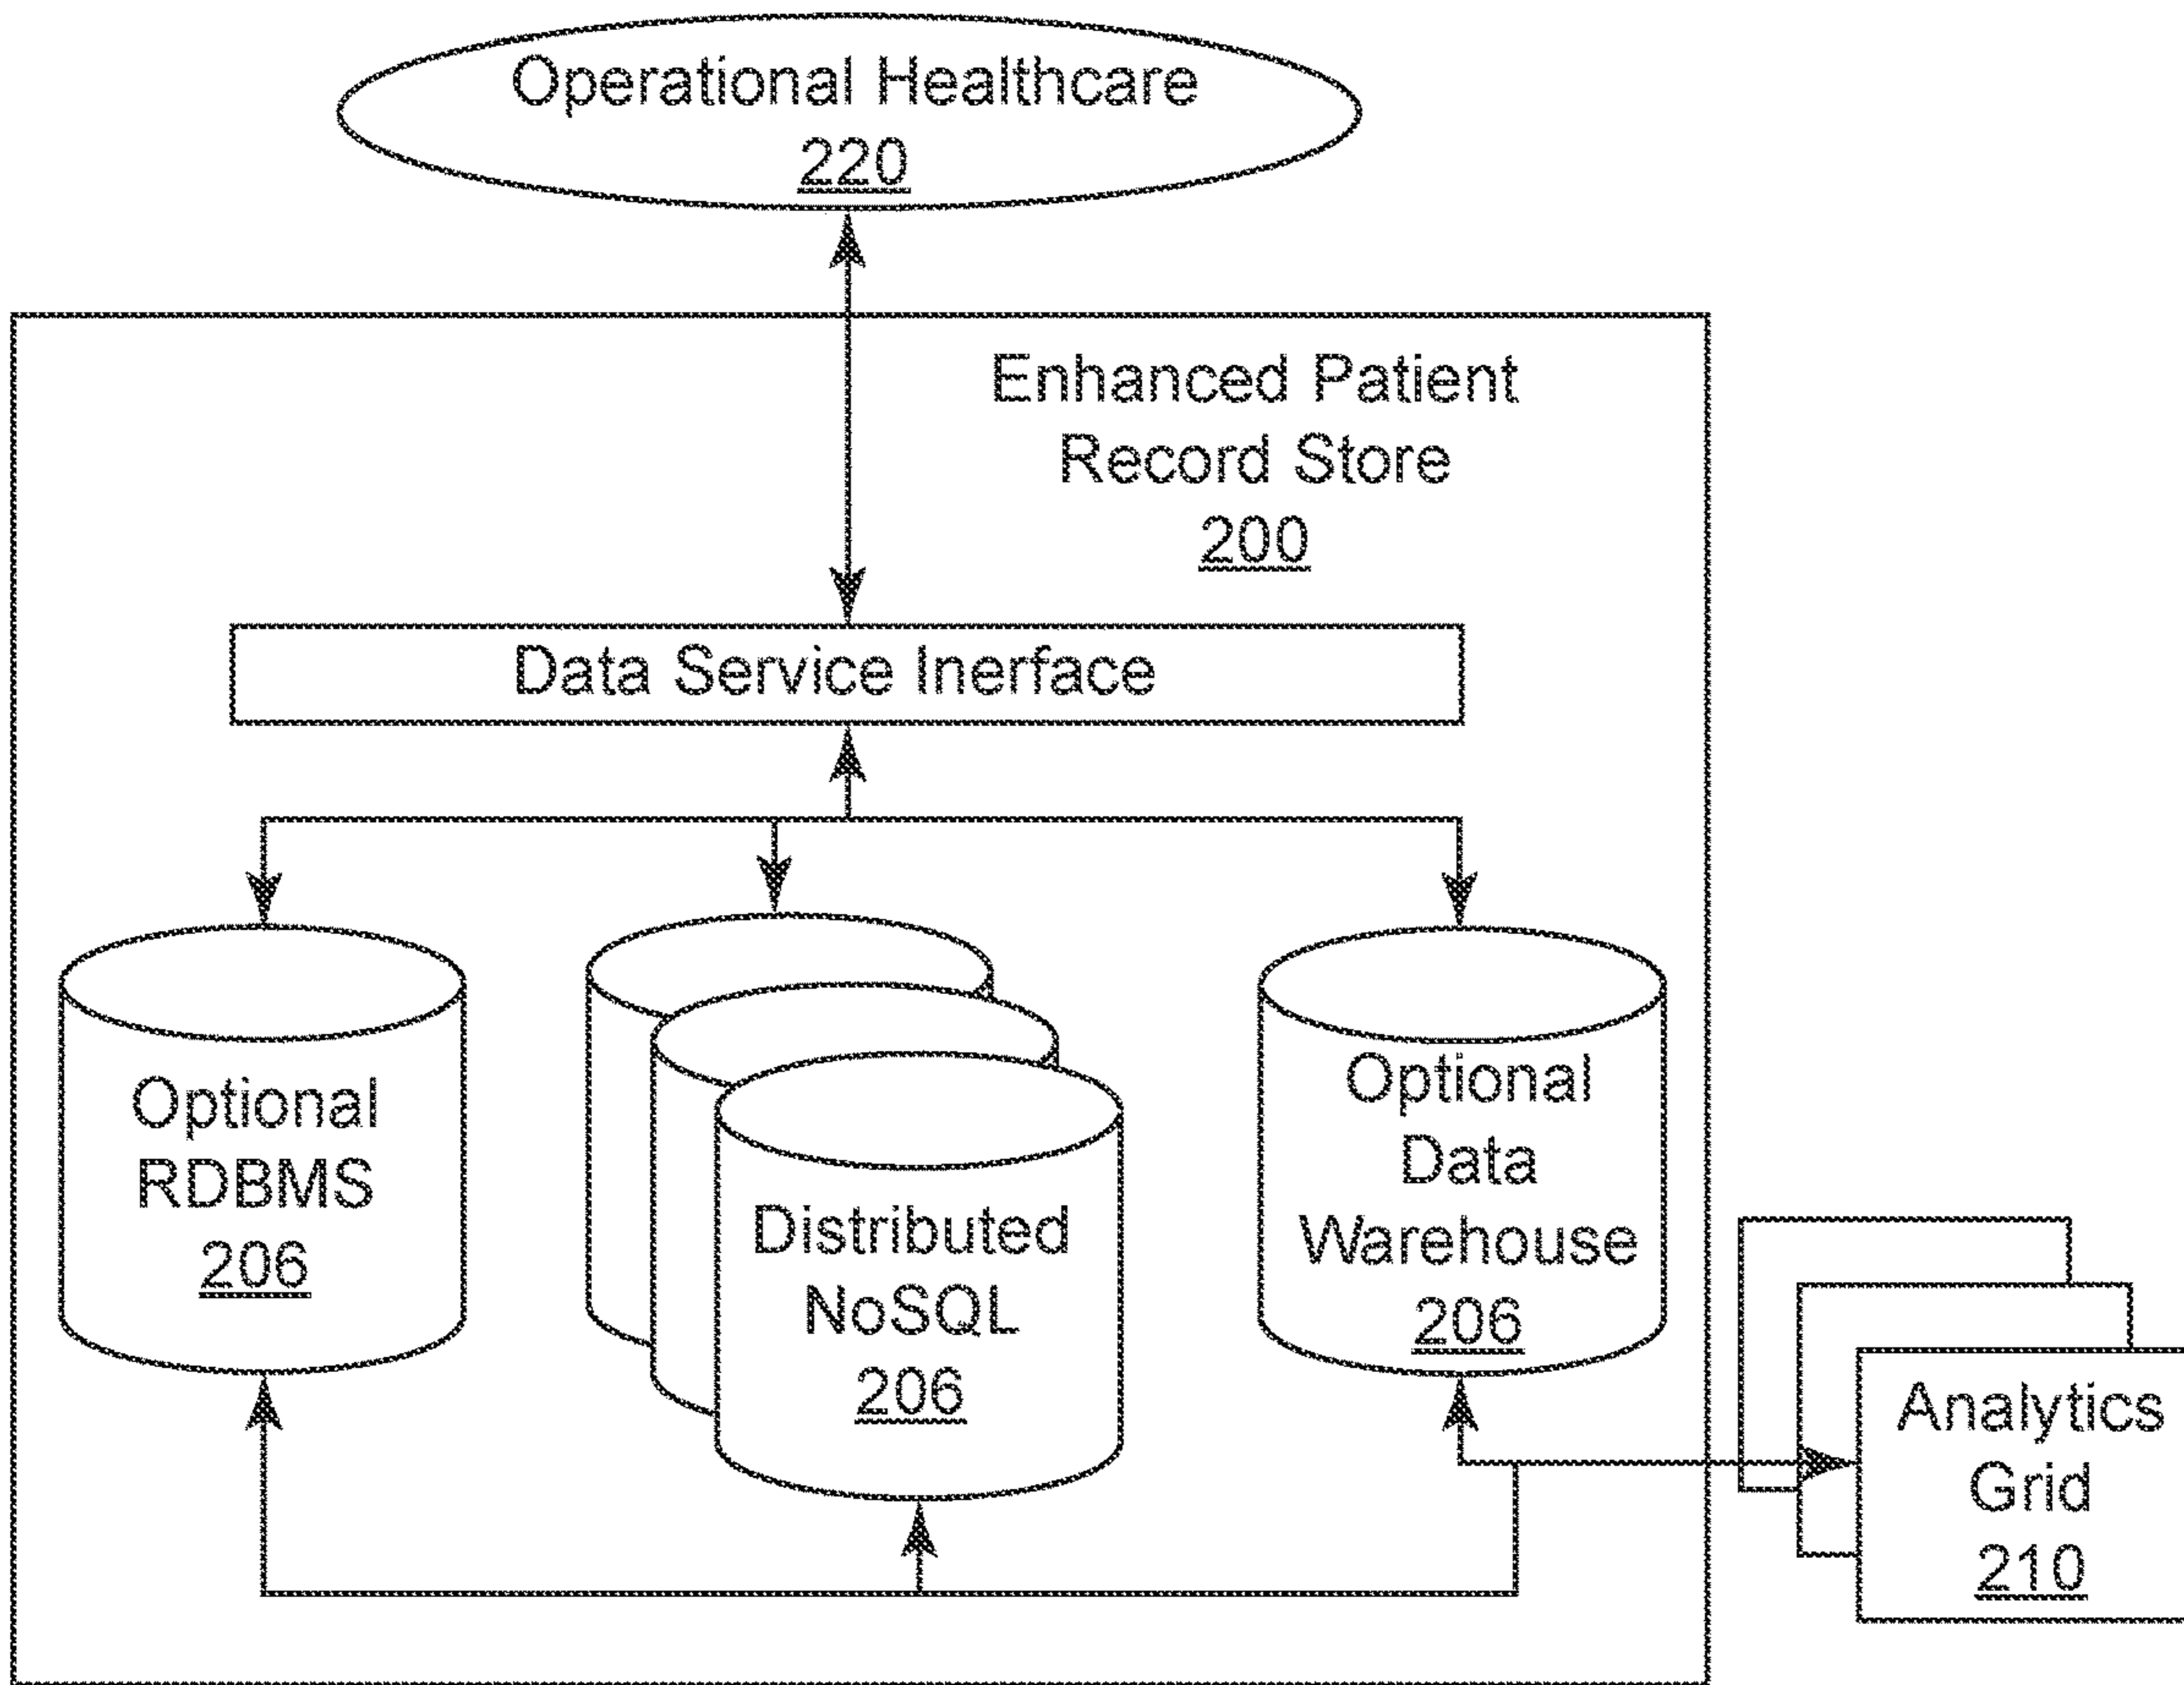 Operational Healthcare
220
Enhanced Patient
Record Store
200
Data Service Inerface
Optional
RDBMS
206
Distributed
NoSQL
206
Optional
Data
Warehouse
206
Analytics
Grid
210